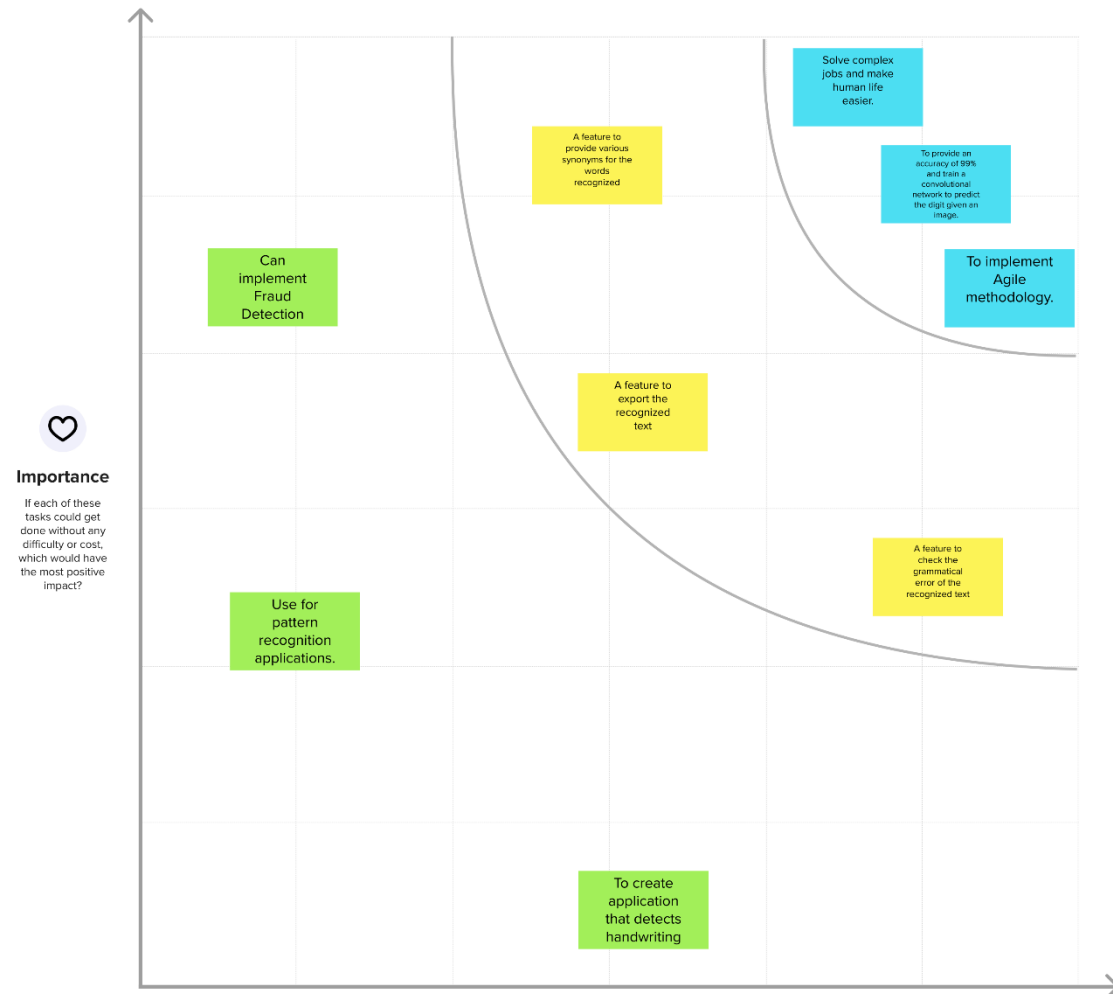 Solve complex
jobs and make
human life
easier.
A feature to
provide various
synonyms for the
words
recognized
To provide an
accuracy of 99%
and train a
convolutional
network to predict
the digit given an
image.
Can
implement
Fraud
Detection
To implement
Agile
methodology.
A feature to
export the
recognized
text
Importance
If each of these
tasks could get
done without any
difficulty or cost,
which would have
the most positive
impact?
A feature to
check the
grammatical
error of the
recognized text
Use for
pattern
recognition
applications.
To create
application
that detects
handwriting